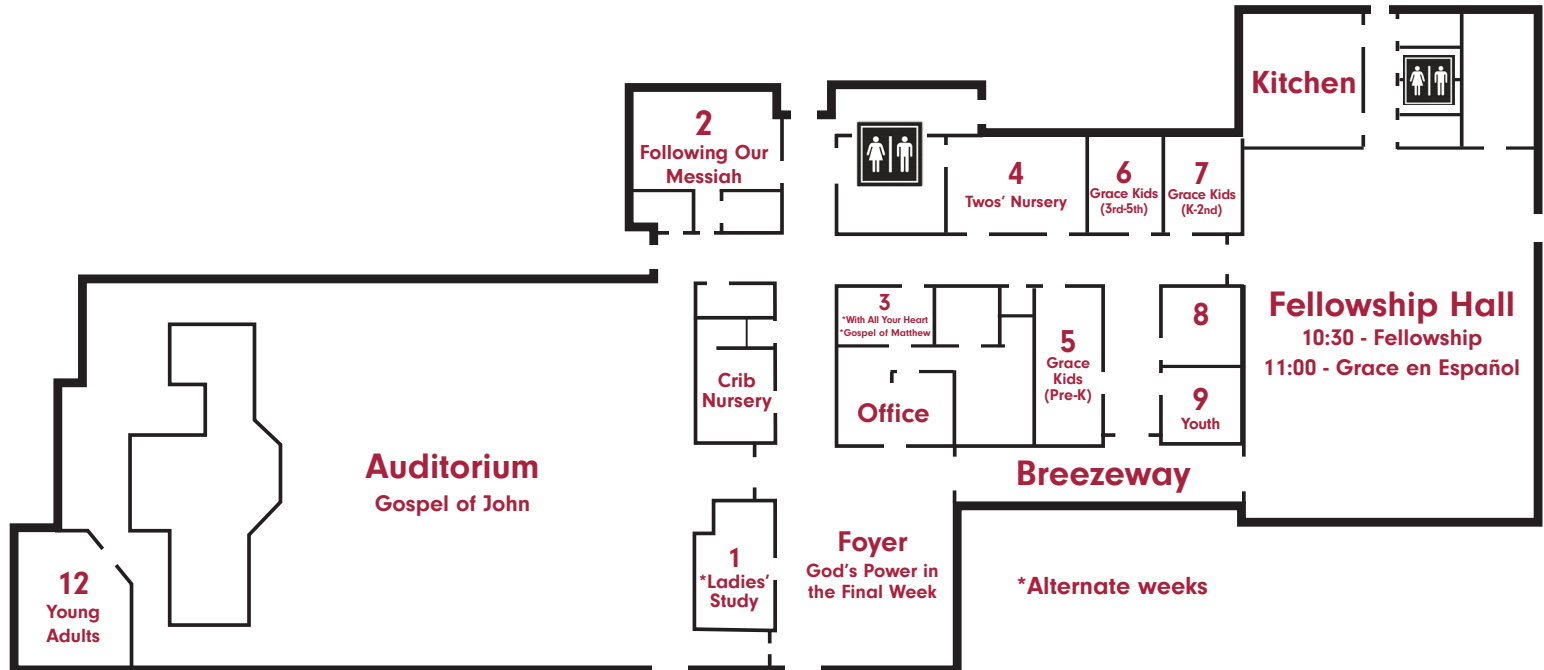 Kitchen
2
Following Our
Messiah
4
Twos' Nursery
6
Grace Kids
(3rd-5th)
7
Grace Kids
(K-2nd)
3
*With All Your Heart
*Gospel of Matthew
5
Grace
Kids
(Pre-K)
8
9
Youth
Fellowship Hall
10:30 - Fellowship
11:00 - Grace en Español
Crib
Nursery
Office
Auditorium
Gospel of John
Breezeway
12
Young
Adults
1
*Ladies'
Study
Foyer
God's Power in
the Final Week
*Alternate weeks